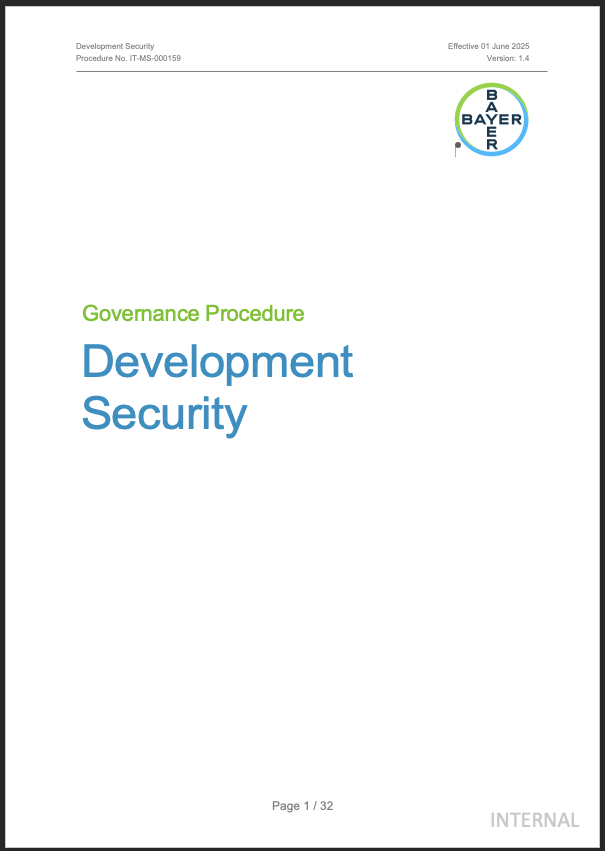 Development Security
Effective 01 June 2025
Procedure No. IT-MS-000159
Version: 1.4
BAYER
BAYER
Governance Procedure
Development
Security
Page 1 / 32
INTERNAL